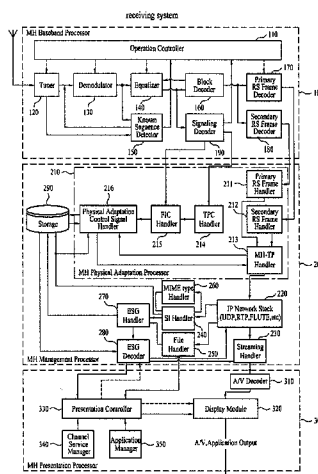 receiving system
MH Baseband Processor
Operation Controller
110
Tuner
120
Demodulator
130
Equalizer
140
Block
Decoder
160
Primary
RS Frame
Decoder
170
Known
Sequence
Detector
150
Signaling
Decoder
190
Secondary
RS Frame
Decoder
180
210
290
Storage
216
Physical Adaptation
Control Signal
Handler
FIC
Handler
215
TPC
Handler
214
Primary
RS Frame
Handler
211
212
Secondary
RS Frame
Handler
213
MH-TP
Handler
MH Physical Adaptation Processor
MIME type
Handler
260
270
ESG
Handler
SI Handler
240
IP Network Stack
(UDP,RTP,FLUTE,etc)
220
280
ESG
Decoder
File
Handler
250
Streaming
Handler
230
MH Management Processor
A/V Decoder
310
330
Presentation Controller
Display Module
320
340
Channel
Service
Manager
Application
Manager
350
A/V, Application Output
MH Presentation Processor